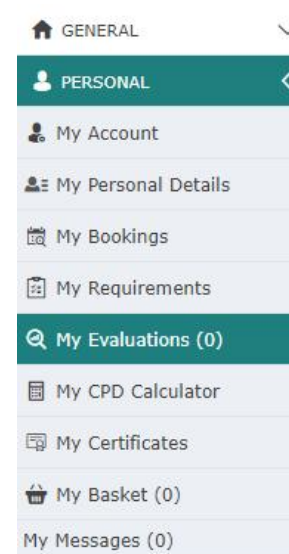 GENERAL
PERSONAL
My Account
My Personal Details
My Bookings
My Requirements
My Evaluations (0)
My CPD Calculator
My Certificates
My Basket (0)
My Messages (0)